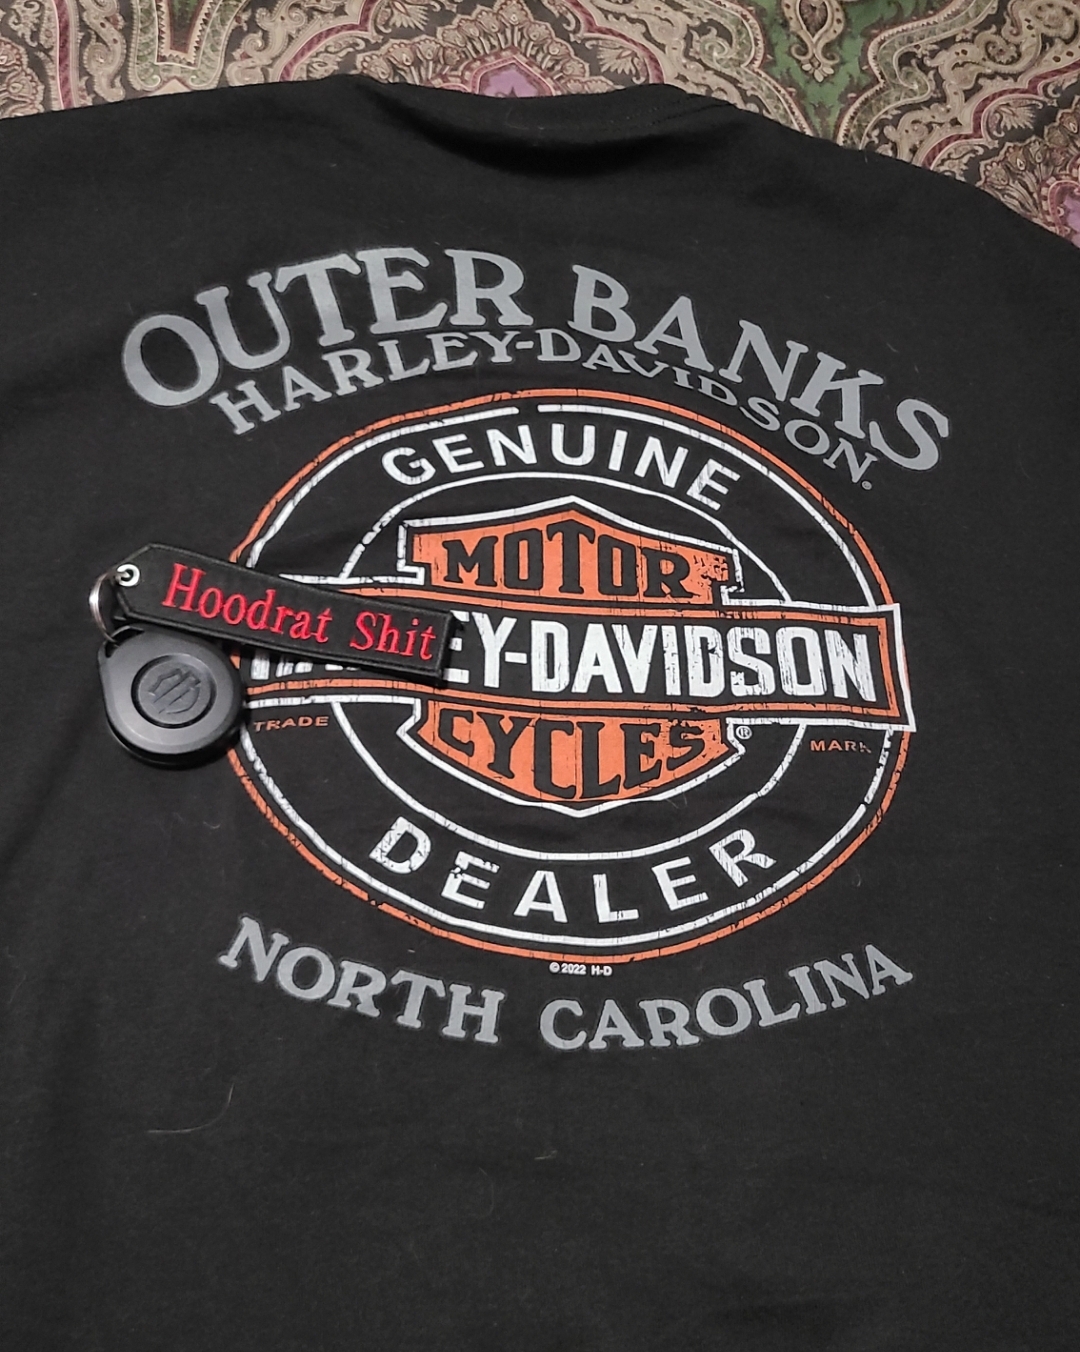 OUTER BANKS
HARLEY-DAVIDSON.
GENUINE
MOTOR
Hoodrat Shit
EY-DAVIDSON
CYCLES ®
TRADE MARK
DEALER
© 2022 H-D
NORTH CAROLINA